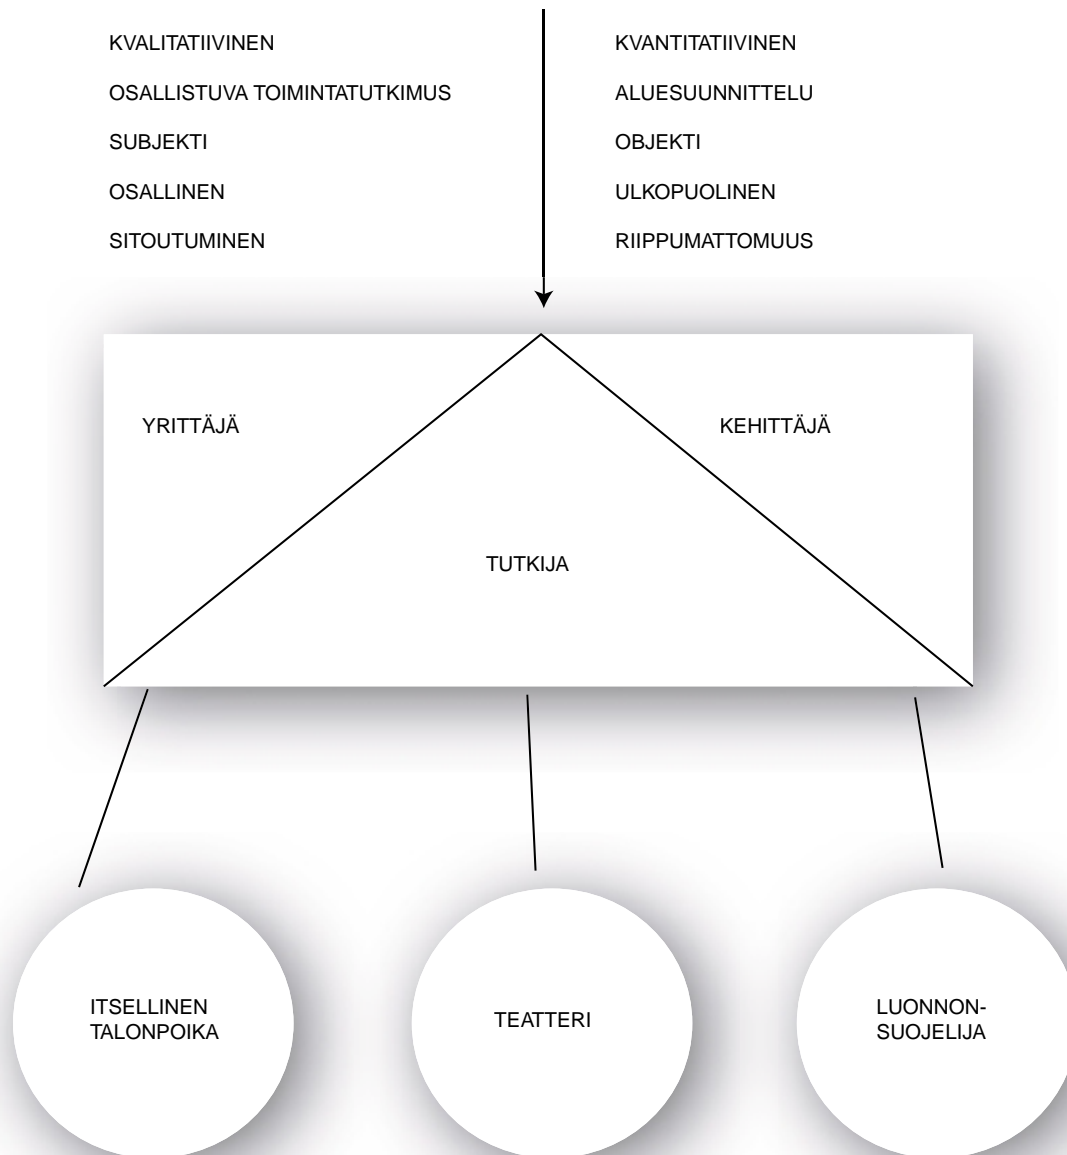 KVALITATIIVINEN
OSALLISTUVA TOIMINTATUTKIMUS
SUBJEKTI
OSALLINEN
SITOUTUMINEN
KVANTITATIIVINEN
ALUESUUNNITTELU
OBJEKTI
ULKOPUOLINEN
RIIPPUMATTOMUUS
YRITTÄJÄ
KEHITTÄJÄ
TUTKIJA
ITSELLINEN
TALONPOIKA
TEATTERI
LUONNON-
SUOJELIJA